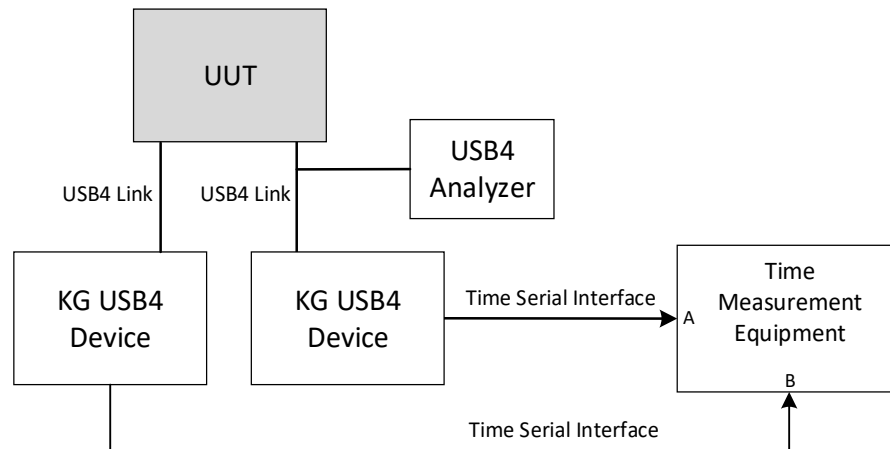 UUT
USB4
Analyzer
USB4 Link
USB4 Link
KG USB4
Device
KG USB4
Device
Time Serial Interface
A
Time
Measurement
Equipment
B
Time Serial Interface